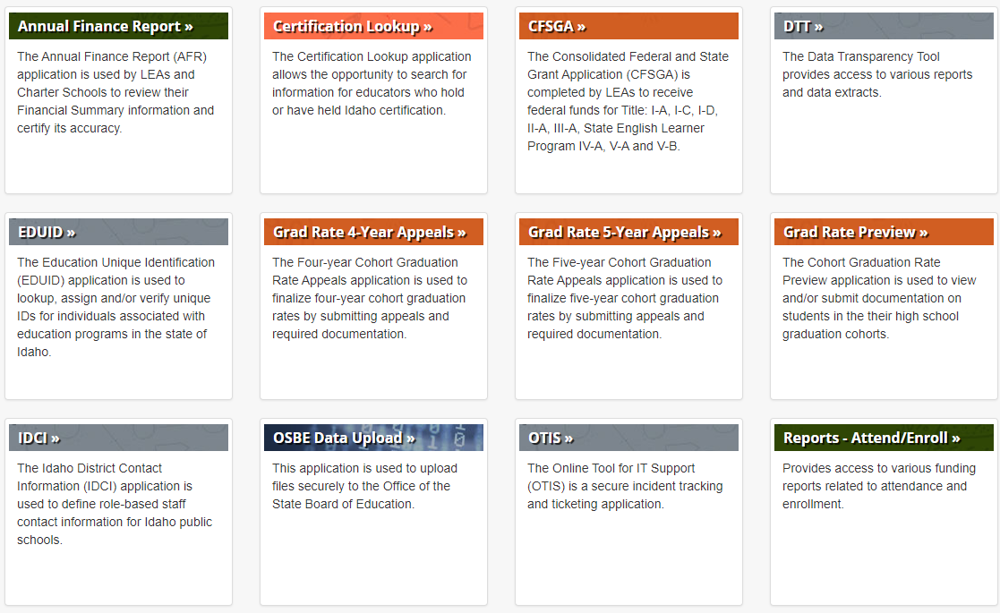 Annual Finance Report »
The Annual Finance Report (AFR)
application is used by LEAs and
Charter Schools to review their
Financial Summary information and
certify its accuracy.
Certification Lookup »
The Certification Lookup application
allows the opportunity to search for
information for educators who hold
or have held Idaho certification.
CFSGA »
The Consolidated Federal and State
Grant Application (CFSGA) is
completed by LEAs to receive
federal funds for Title: I-A, I-C, I-D,
II-A, III-A, State English Learner
Program IV-A, V-A and V-B.
DTT »
The Data Transparency Tool
provides access to various reports
and data extracts.
EDUID »
The Education Unique Identification
(EDUID) application is used to
lookup, assign and/or verify unique
IDs for individuals associated with
education programs in the state of
Idaho.
Grad Rate 4-Year Appeals »
The Four-year Cohort Graduation
Rate Appeals application is used to
finalize four-year cohort graduation
rates by submitting appeals and
required documentation.
Grad Rate 5-Year Appeals »
The Five-year Cohort Graduation
Rate Appeals application is used to
finalize five-year cohort graduation
rates by submitting appeals and
required documentation.
Grad Rate Preview »
The Cohort Graduation Rate
Preview application is used to view
and/or submit documentation on
students in the their high school
graduation cohorts.
IDCI »
The Idaho District Contact
Information (IDCI) application is
used to define role-based staff
contact information for Idaho public
schools.
OSBE Data Upload »
This application is used to upload
files securely to the Office of the
State Board of Education.
OTIS »
The Online Tool for IT Support
(OTIS) is a secure incident tracking
and ticketing application.
Reports - Attend/Enroll »
Provides access to various funding
reports related to attendance and
enrollment.